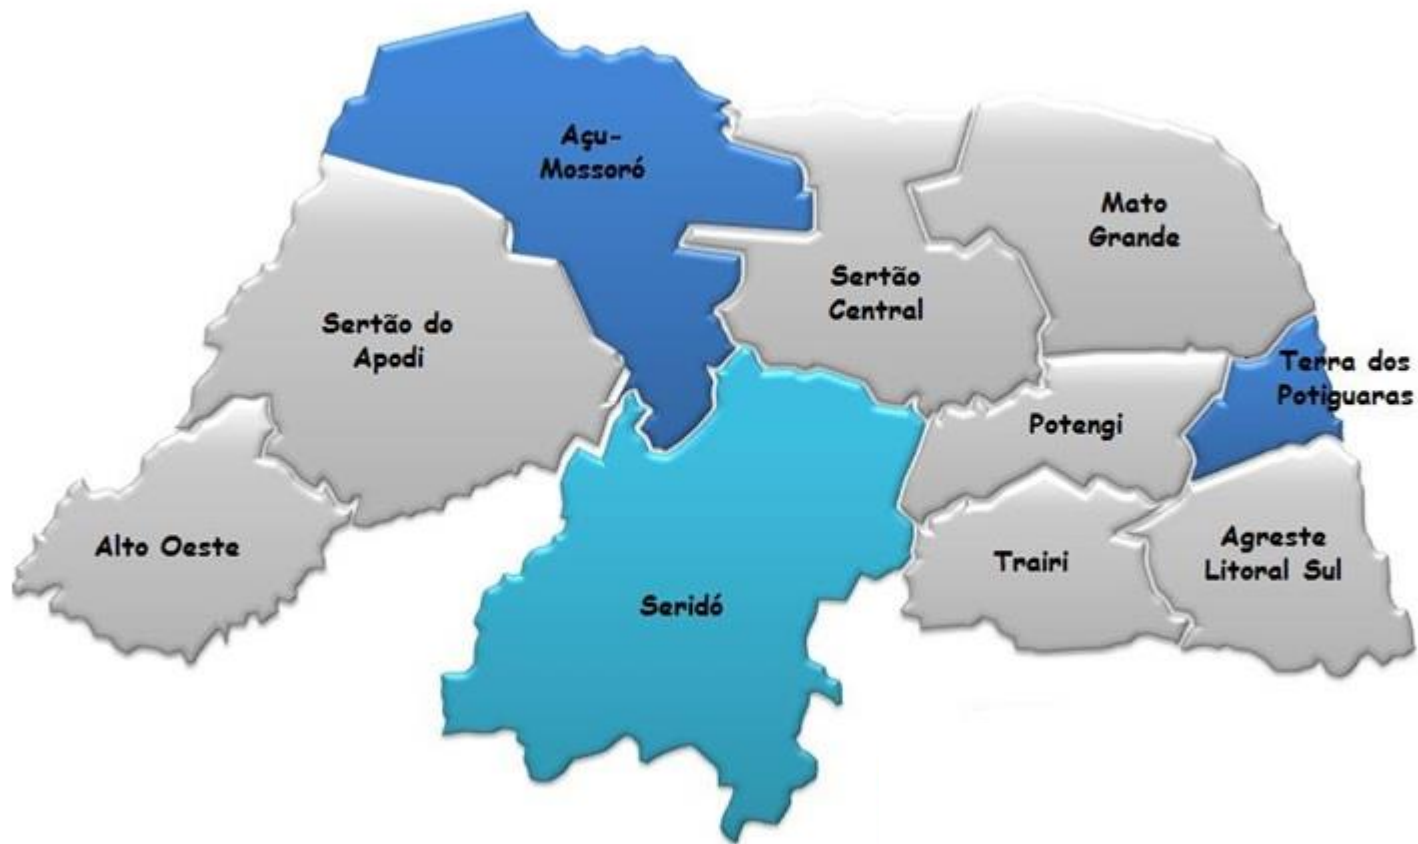 Açu-
Mossoró
Mato
Grande
Sertão
Central
Sertão do
Apodi
Terra dos
Potiguaras
Potengi
Alto Oeste
Seridó
Trairi
Agreste
Litoral Sul